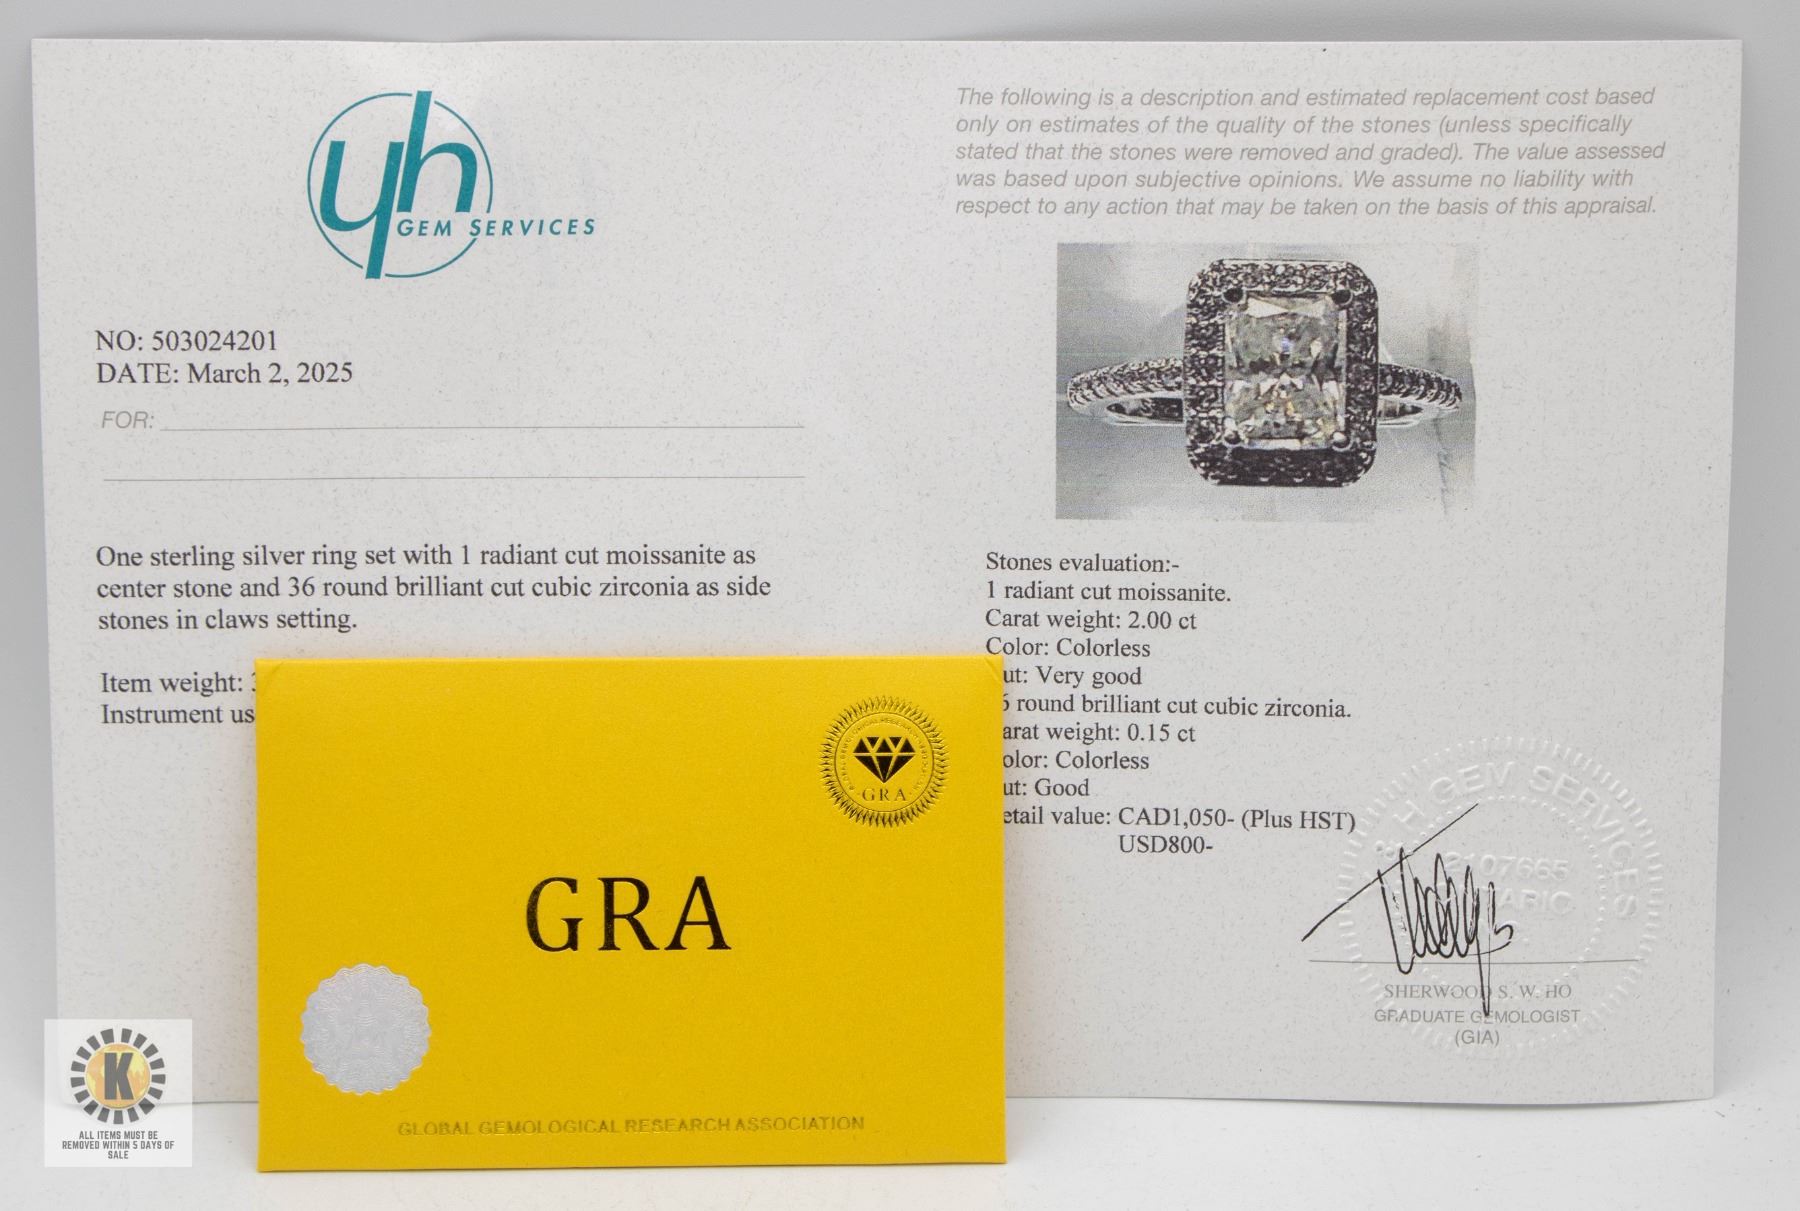 yh
GEM SERVICES
NO: 503024201
DATE: March 2, 2025
FOR:
One sterling silver ring set with 1 radiant cut moissanite as
center stone and 36 round brilliant cut cubic zirconia as side
stones in claws setting.
Item weight:
Instrument us
The following is a description and estimated replacement cost based
only on estimates of the quality of the stones (unless specifically
stated that the stones were removed and graded). The value assessed
was based upon subjective opinions. We assume no liability with
respect to any action that may be taken on the basis of this appraisal.
Stones evaluation:-
1 radiant cut moissanite.
Carat weight: 2.00 ct
Color: Colorless
ut: Very good
6 round brilliant cut cubic zirconia.
arat weight: 0.15 ct
olor: Colorless
ut: Good
etail value: CAD1,050- (Plus HST)
USD800-
H GEM SERVICES
2107665
SHERWOOD S. W. HO
GRADUATE GEMOLOGIST
(GIA)
GRA
GRA
GLOBAL GEMOLOGICAL RESEARCH ASSOCIATION
K
ALL ITEMS MUST BE
REMOVED WITHIN 5 DAYS OF
SALE